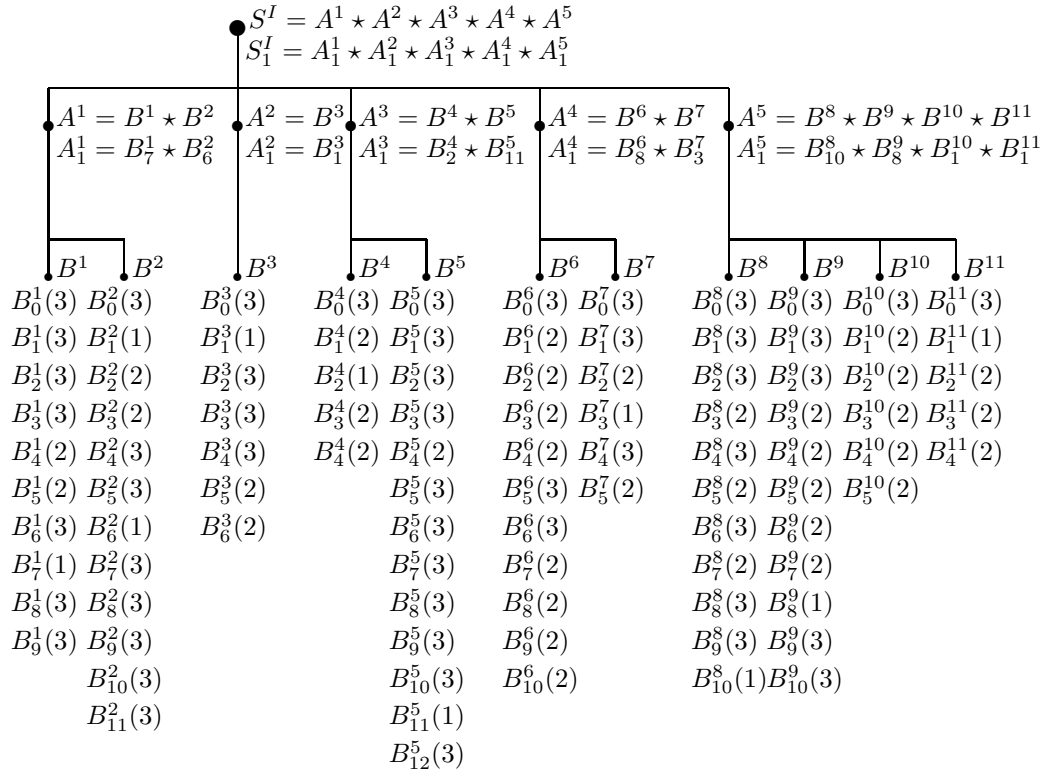 S^I = A^1 ⋆ A^2 ⋆ A^3 ⋆ A^4 ⋆ A^5
S^I_1 = A^1_1 ⋆ A^2_1 ⋆ A^3_1 ⋆ A^4_1 ⋆ A^5_1
A^1 = B^1 ⋆ B^2 A^2 = B^3 A^3 = B^4 ⋆ B^5 A^4 = B^6 ⋆ B^7 A^5 = B^8 ⋆ B^9 ⋆ B^10 ⋆ B^11
A^1_1 = B^1_7 ⋆ B^2_6 A^2_1 = B^3_1 A^3_1 = B^4_2 ⋆ B^5_11 A^4_1 = B^6_8 ⋆ B^7_3 A^5_1 = B^8_10 ⋆ B^9_8 ⋆ B^10_1 ⋆ B^11_1
B^1 B^2 B^3 B^4 B^5 B^6 B^7 B^8 B^9 B^10 B^11
B^1_0(3) B^2_0(3) B^3_0(3) B^4_0(3) B^5_0(3) B^6_0(3) B^7_0(3) B^8_0(3) B^9_0(3) B^10_0(3) B^11_0(3)
B^1_1(3) B^2_1(1) B^3_1(1) B^4_1(2) B^5_1(3) B^6_1(2) B^7_1(3) B^8_1(3) B^9_1(3) B^10_1(2) B^11_1(1)
B^1_2(3) B^2_2(2) B^3_2(3) B^4_2(1) B^5_2(3) B^6_2(2) B^7_2(2) B^8_2(3) B^9_2(3) B^10_2(2) B^11_2(2)
B^1_3(3) B^2_3(2) B^3_3(3) B^4_3(2) B^5_3(3) B^6_3(2) B^7_3(1) B^8_3(2) B^9_3(2) B^10_3(2) B^11_3(2)
B^1_4(2) B^2_4(3) B^3_4(3) B^4_4(2) B^5_4(2) B^6_4(2) B^7_4(3) B^8_4(3) B^9_4(2) B^10_4(2) B^11_4(2)
B^1_5(2) B^2_5(3) B^3_5(2) B^5_5(3) B^6_5(3) B^7_5(2) B^8_5(2) B^9_5(2) B^10_5(2)
B^1_6(3) B^2_6(1) B^3_6(2) B^5_6(3) B^6_6(3) B^8_6(3) B^9_6(2)
B^1_7(1) B^2_7(3) B^5_7(3) B^6_7(2) B^8_7(2) B^9_7(2)
B^1_8(3) B^2_8(3) B^5_8(3) B^6_8(2) B^8_8(3) B^9_8(1)
B^1_9(3) B^2_9(3) B^5_9(3) B^6_9(2) B^8_9(3) B^9_9(3)
B^2_10(3) B^5_10(3) B^6_10(2) B^8_10(1) B^9_10(3)
B^2_11(3) B^5_11(1)
B^5_12(3)